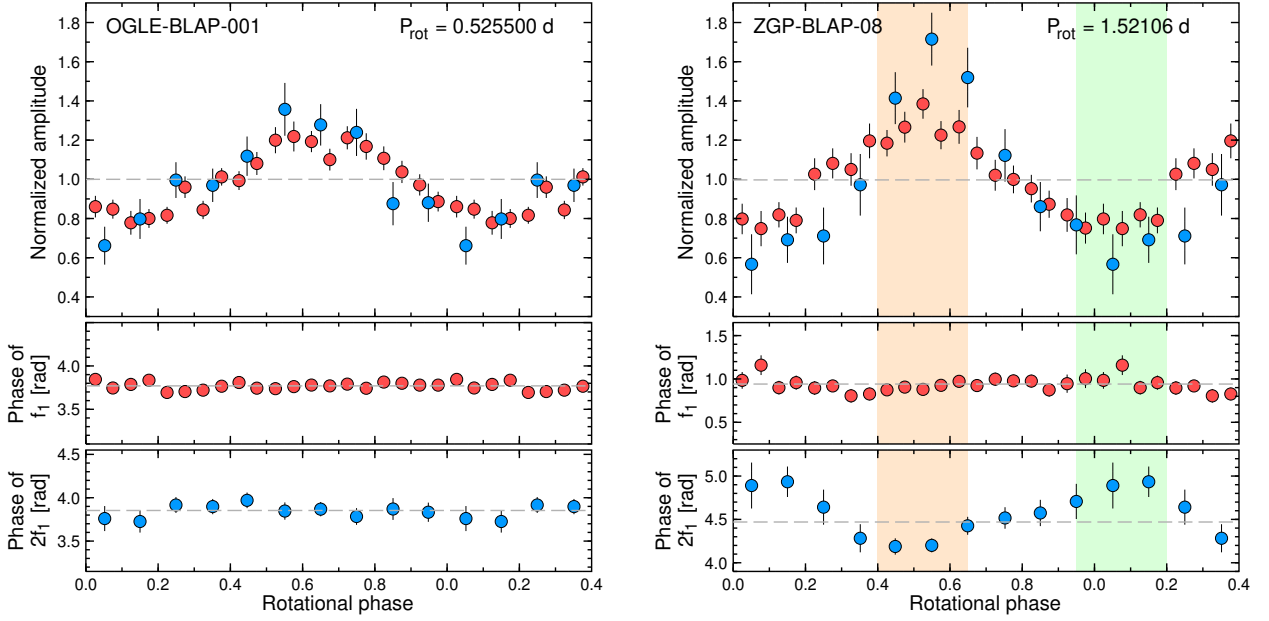 OGLE-BLAP-001
P_rot = 0.525500 d
Normalized amplitude
1.8
1.6
1.4
1.2
1.0
0.8
0.6
0.4
Phase of
f_1 [rad]
4.0
3.5
Phase of
2f_1 [rad]
4.5
4.0
3.5
0.0 0.2 0.4 0.6 0.8 0.0 0.2 0.4
Rotational phase
ZGP-BLAP-08
P_rot = 1.52106 d
Normalized amplitude
1.8
1.6
1.4
1.2
1.0
0.8
0.6
0.4
Phase of
f_1 [rad]
1.5
1.0
0.5
Phase of
2f_1 [rad]
5.0
4.5
4.0
0.0 0.2 0.4 0.6 0.8 0.0 0.2 0.4
Rotational phase